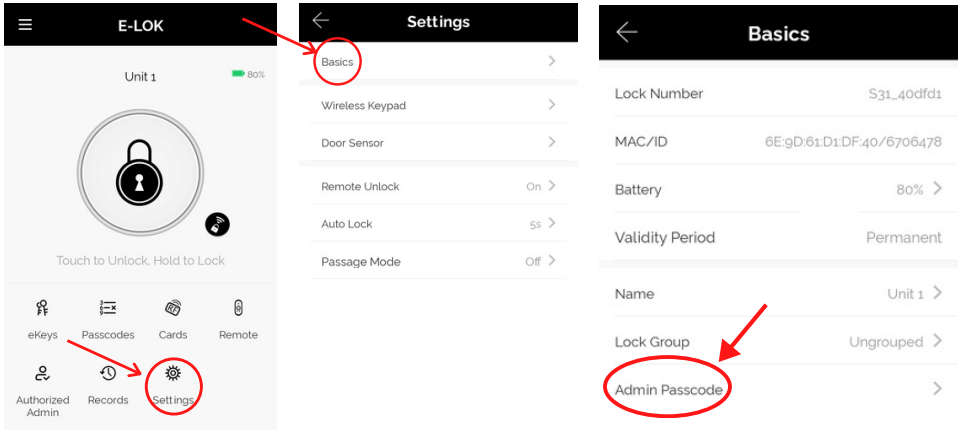 E-LOK
Unit 1
80%
Touch to Unlock, Hold to Lock
eKeys
Passcodes
Cards
Remote
Authorized Admin
Records
Settings
Settings
Basics
Wireless Keypad
Door Sensor
Remote Unlock On
Auto Lock 5s
Passage Mode Off
Basics
Lock Number S31_40dfd1
MAC/ID 6E:9D:61:D1:DF:40/6706478
Battery 80%
Validity Period Permanent
Name Unit 1
Lock Group Ungrouped
Admin Passcode